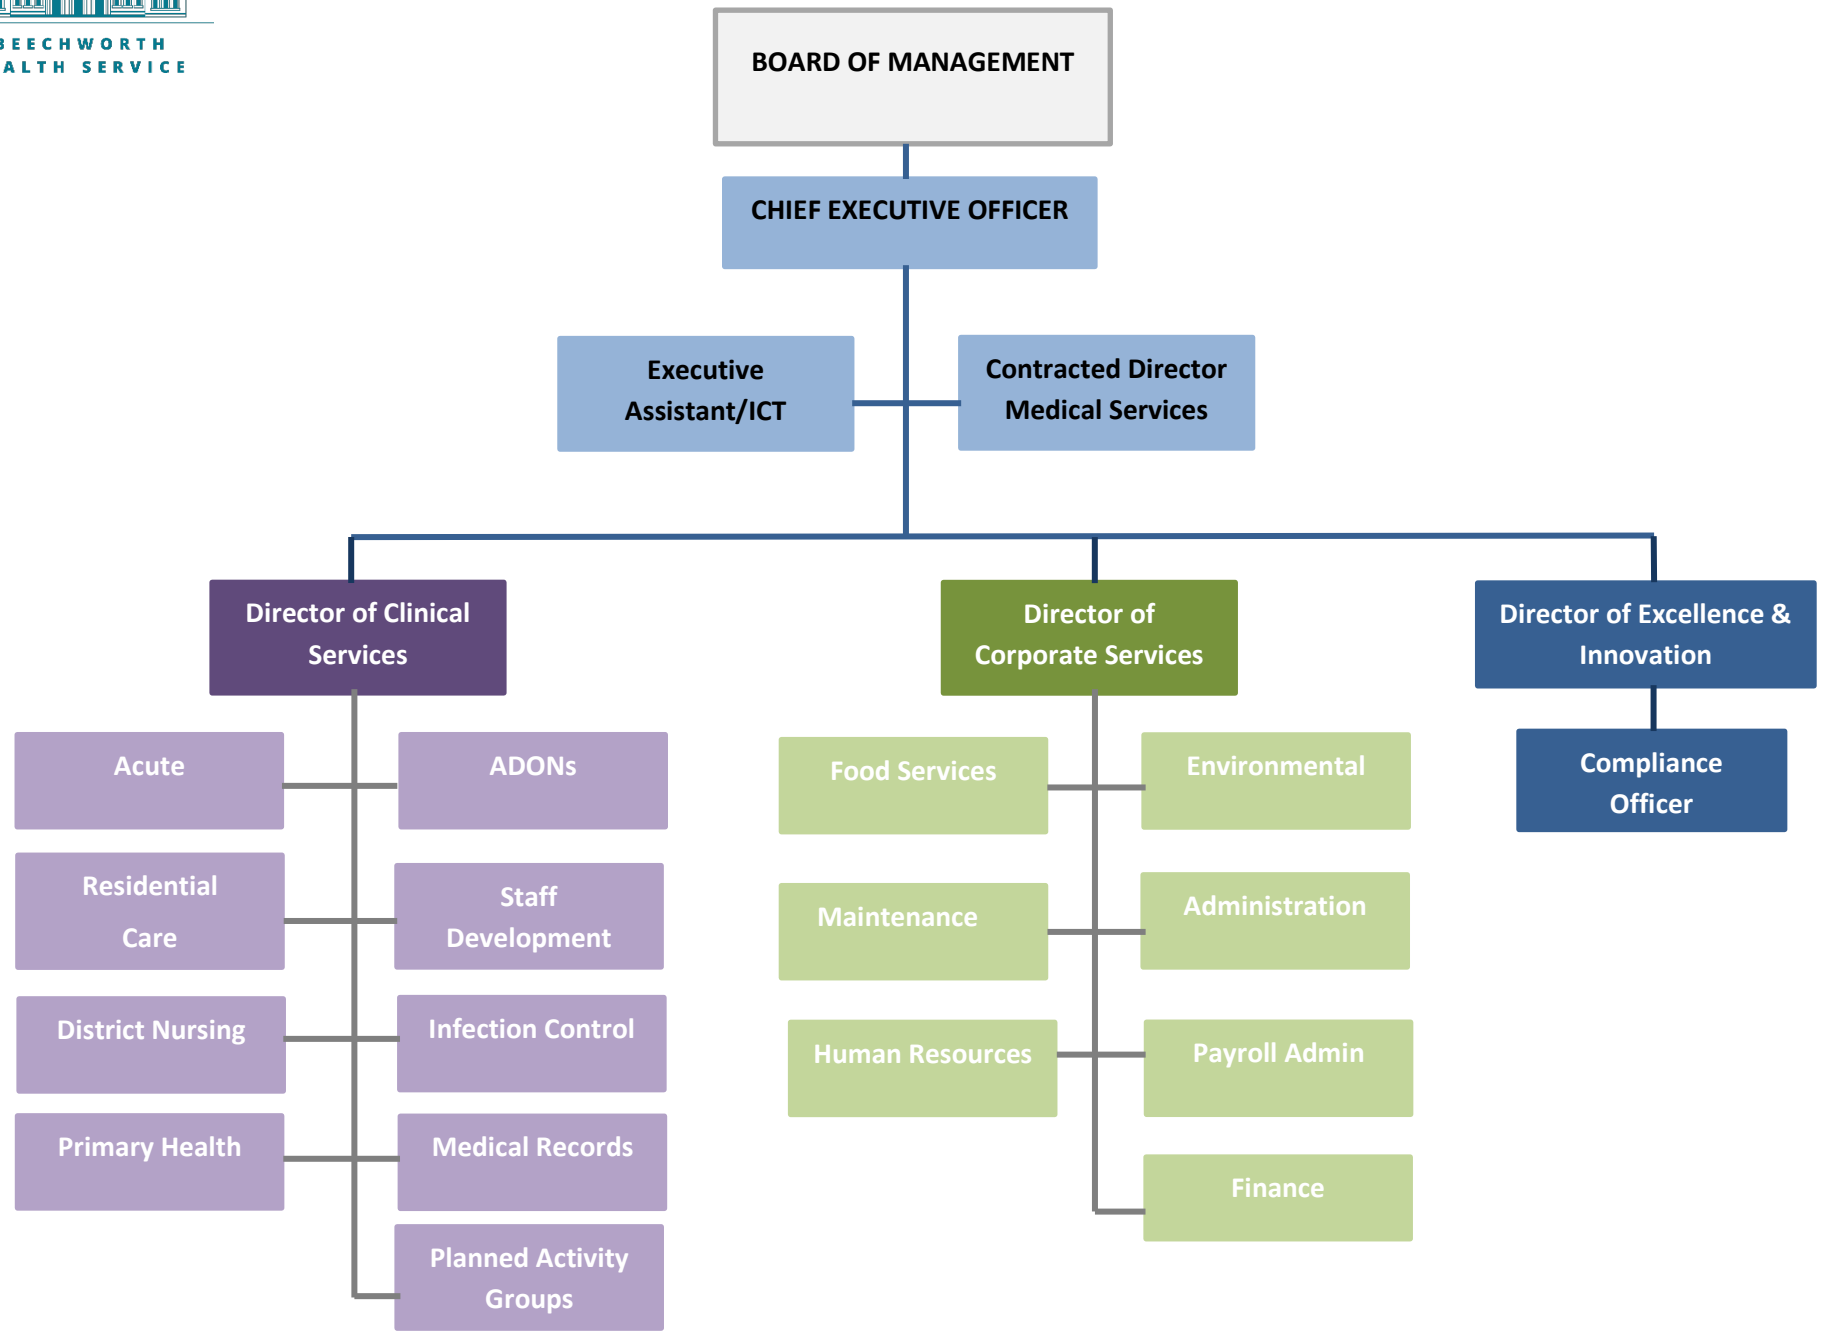 BEECHWORTH
ALTH SERVICE
BOARD OF MANAGEMENT
CHIEF EXECUTIVE OFFICER
Executive
Assistant/ICT
Contracted Director
Medical Services
Director of Clinical
Services
Director of
Corporate Services
Director of Excellence &
Innovation
Acute
ADONs
Food Services
Environmental
Compliance
Officer
Residential
Care
Staff
Development
Maintenance
Administration
District Nursing
Infection Control
Human Resources
Payroll Admin
Primary Health
Medical Records
Finance
Planned Activity
Groups